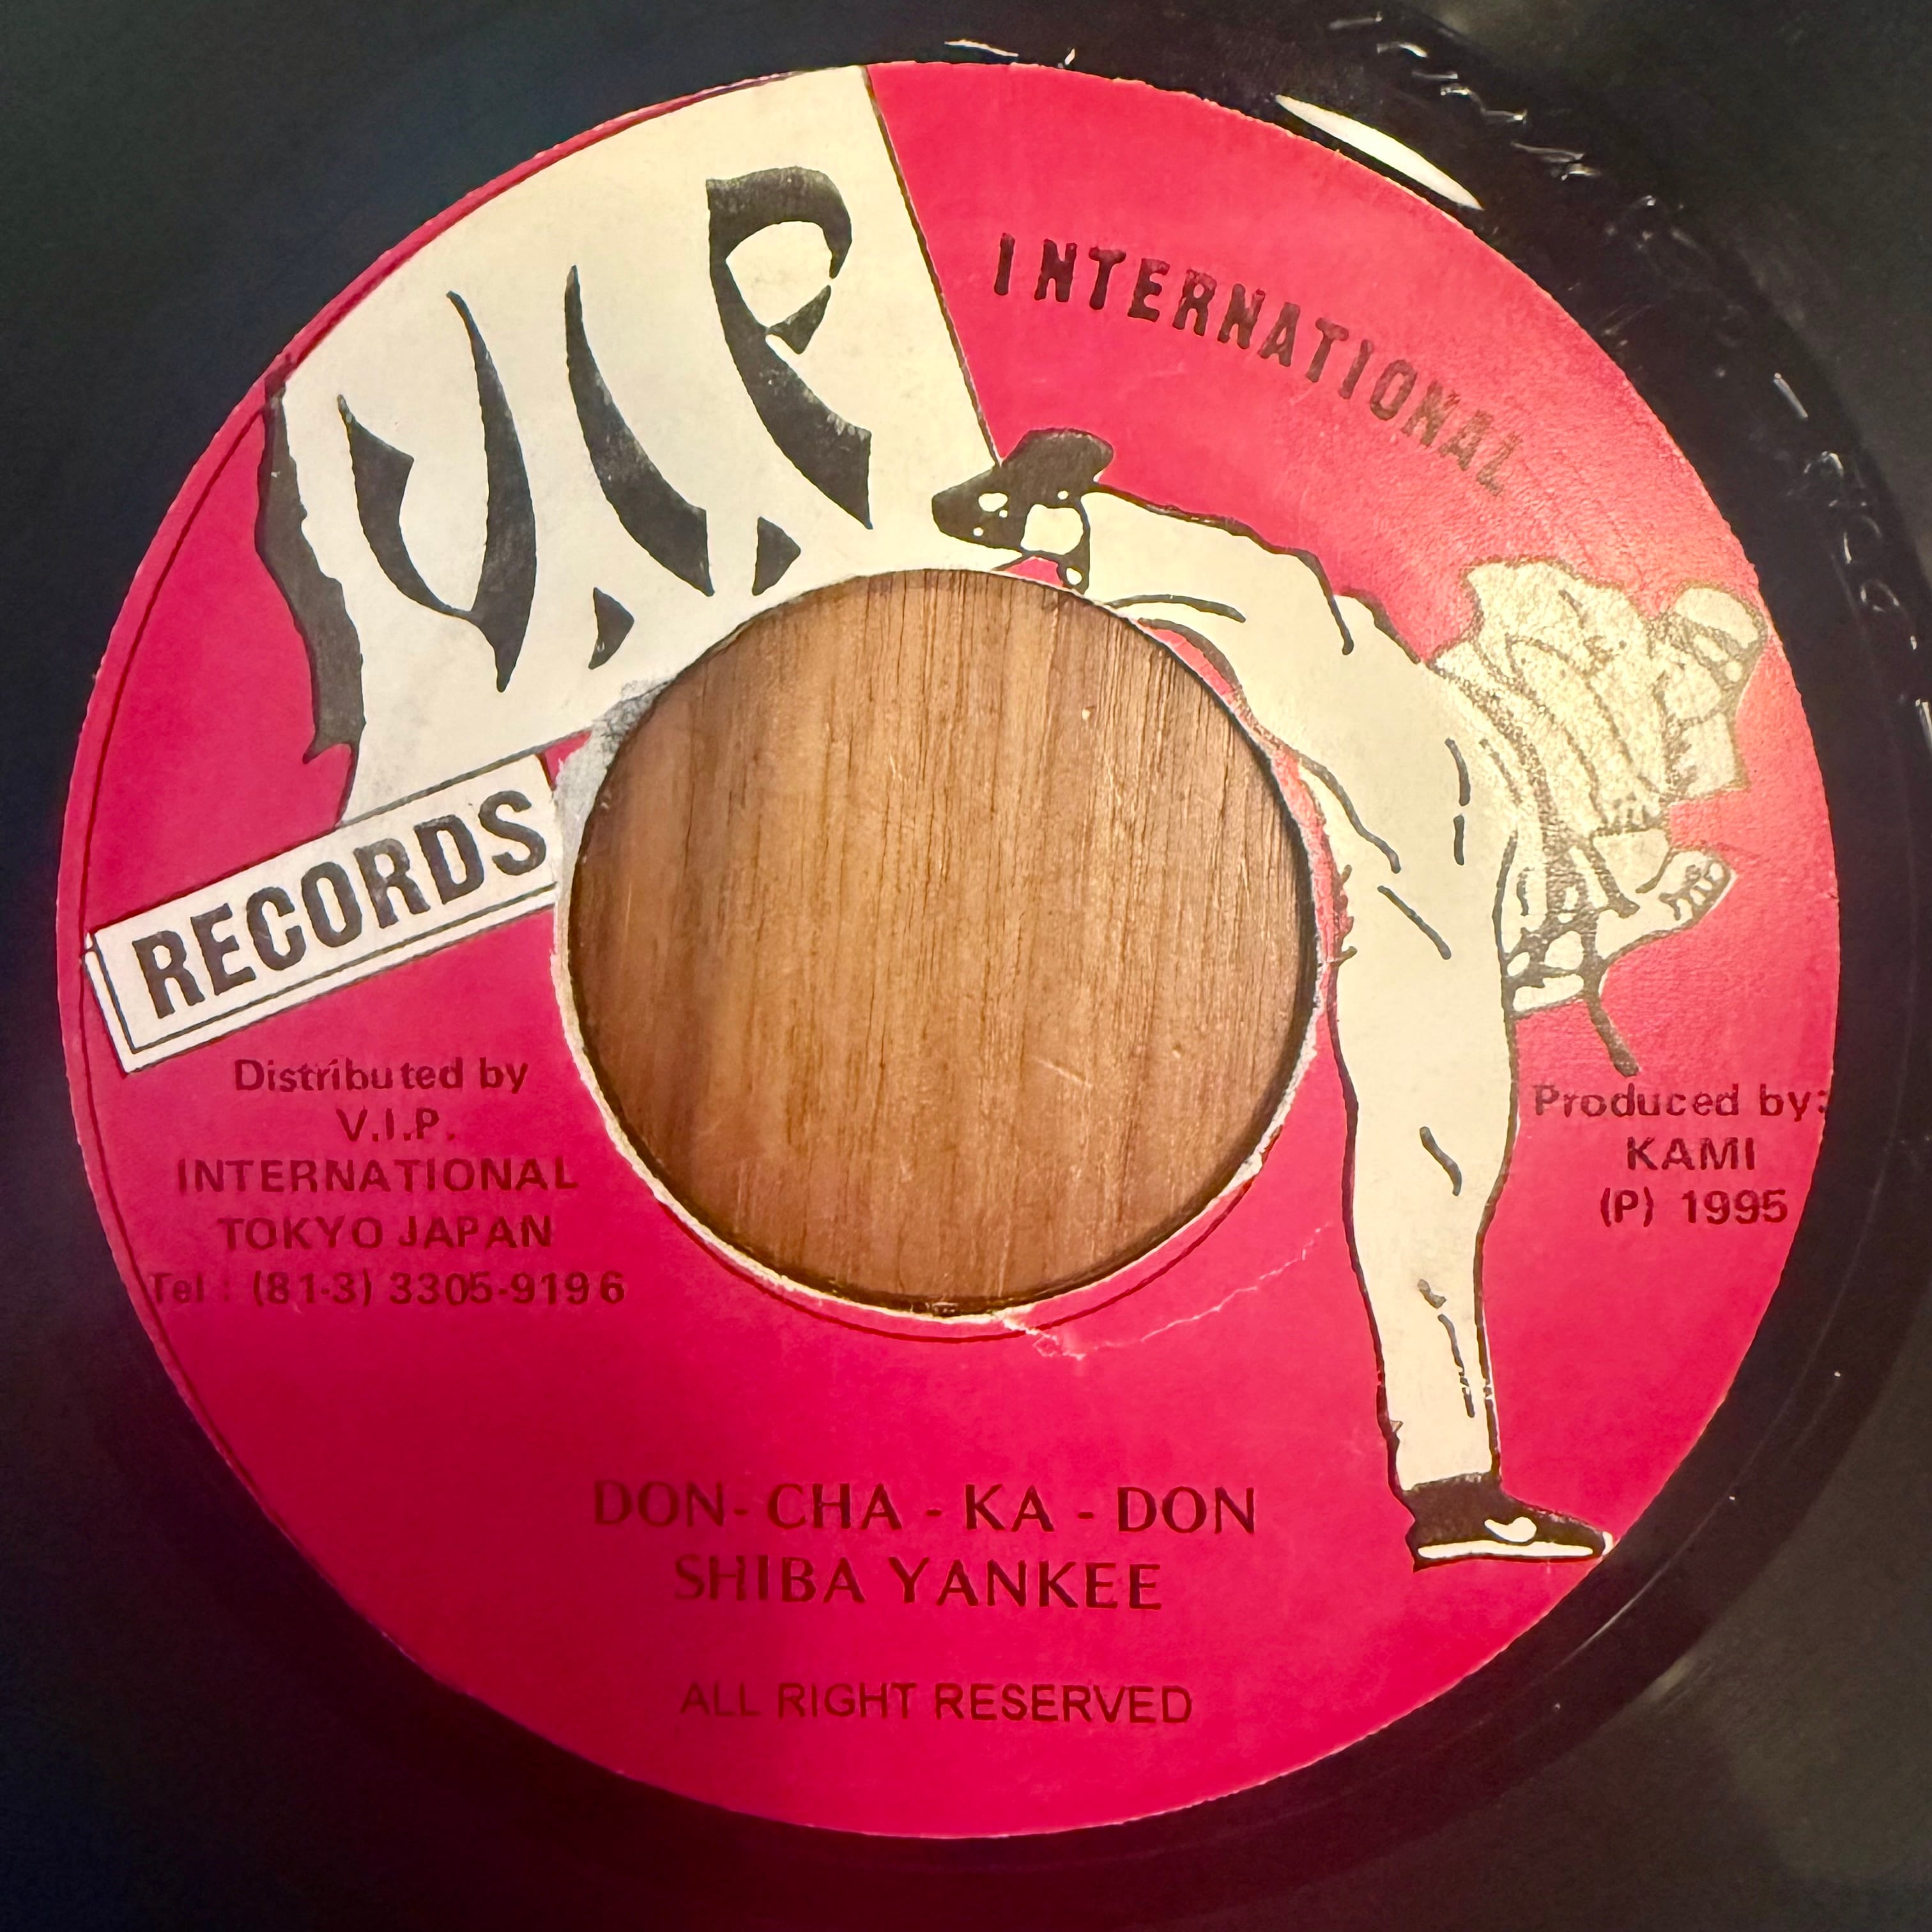 V.I.P
INTERNATIONAL
RECORDS
Distributed by
V.I.P.
INTERNATIONAL
TOKYO JAPAN
Tel : (81-3) 3305-9196
Produced by:
KAMI
(P) 1995
DON-CHA-KA-DON
SHIBA YANKEE
ALL RIGHT RESERVED